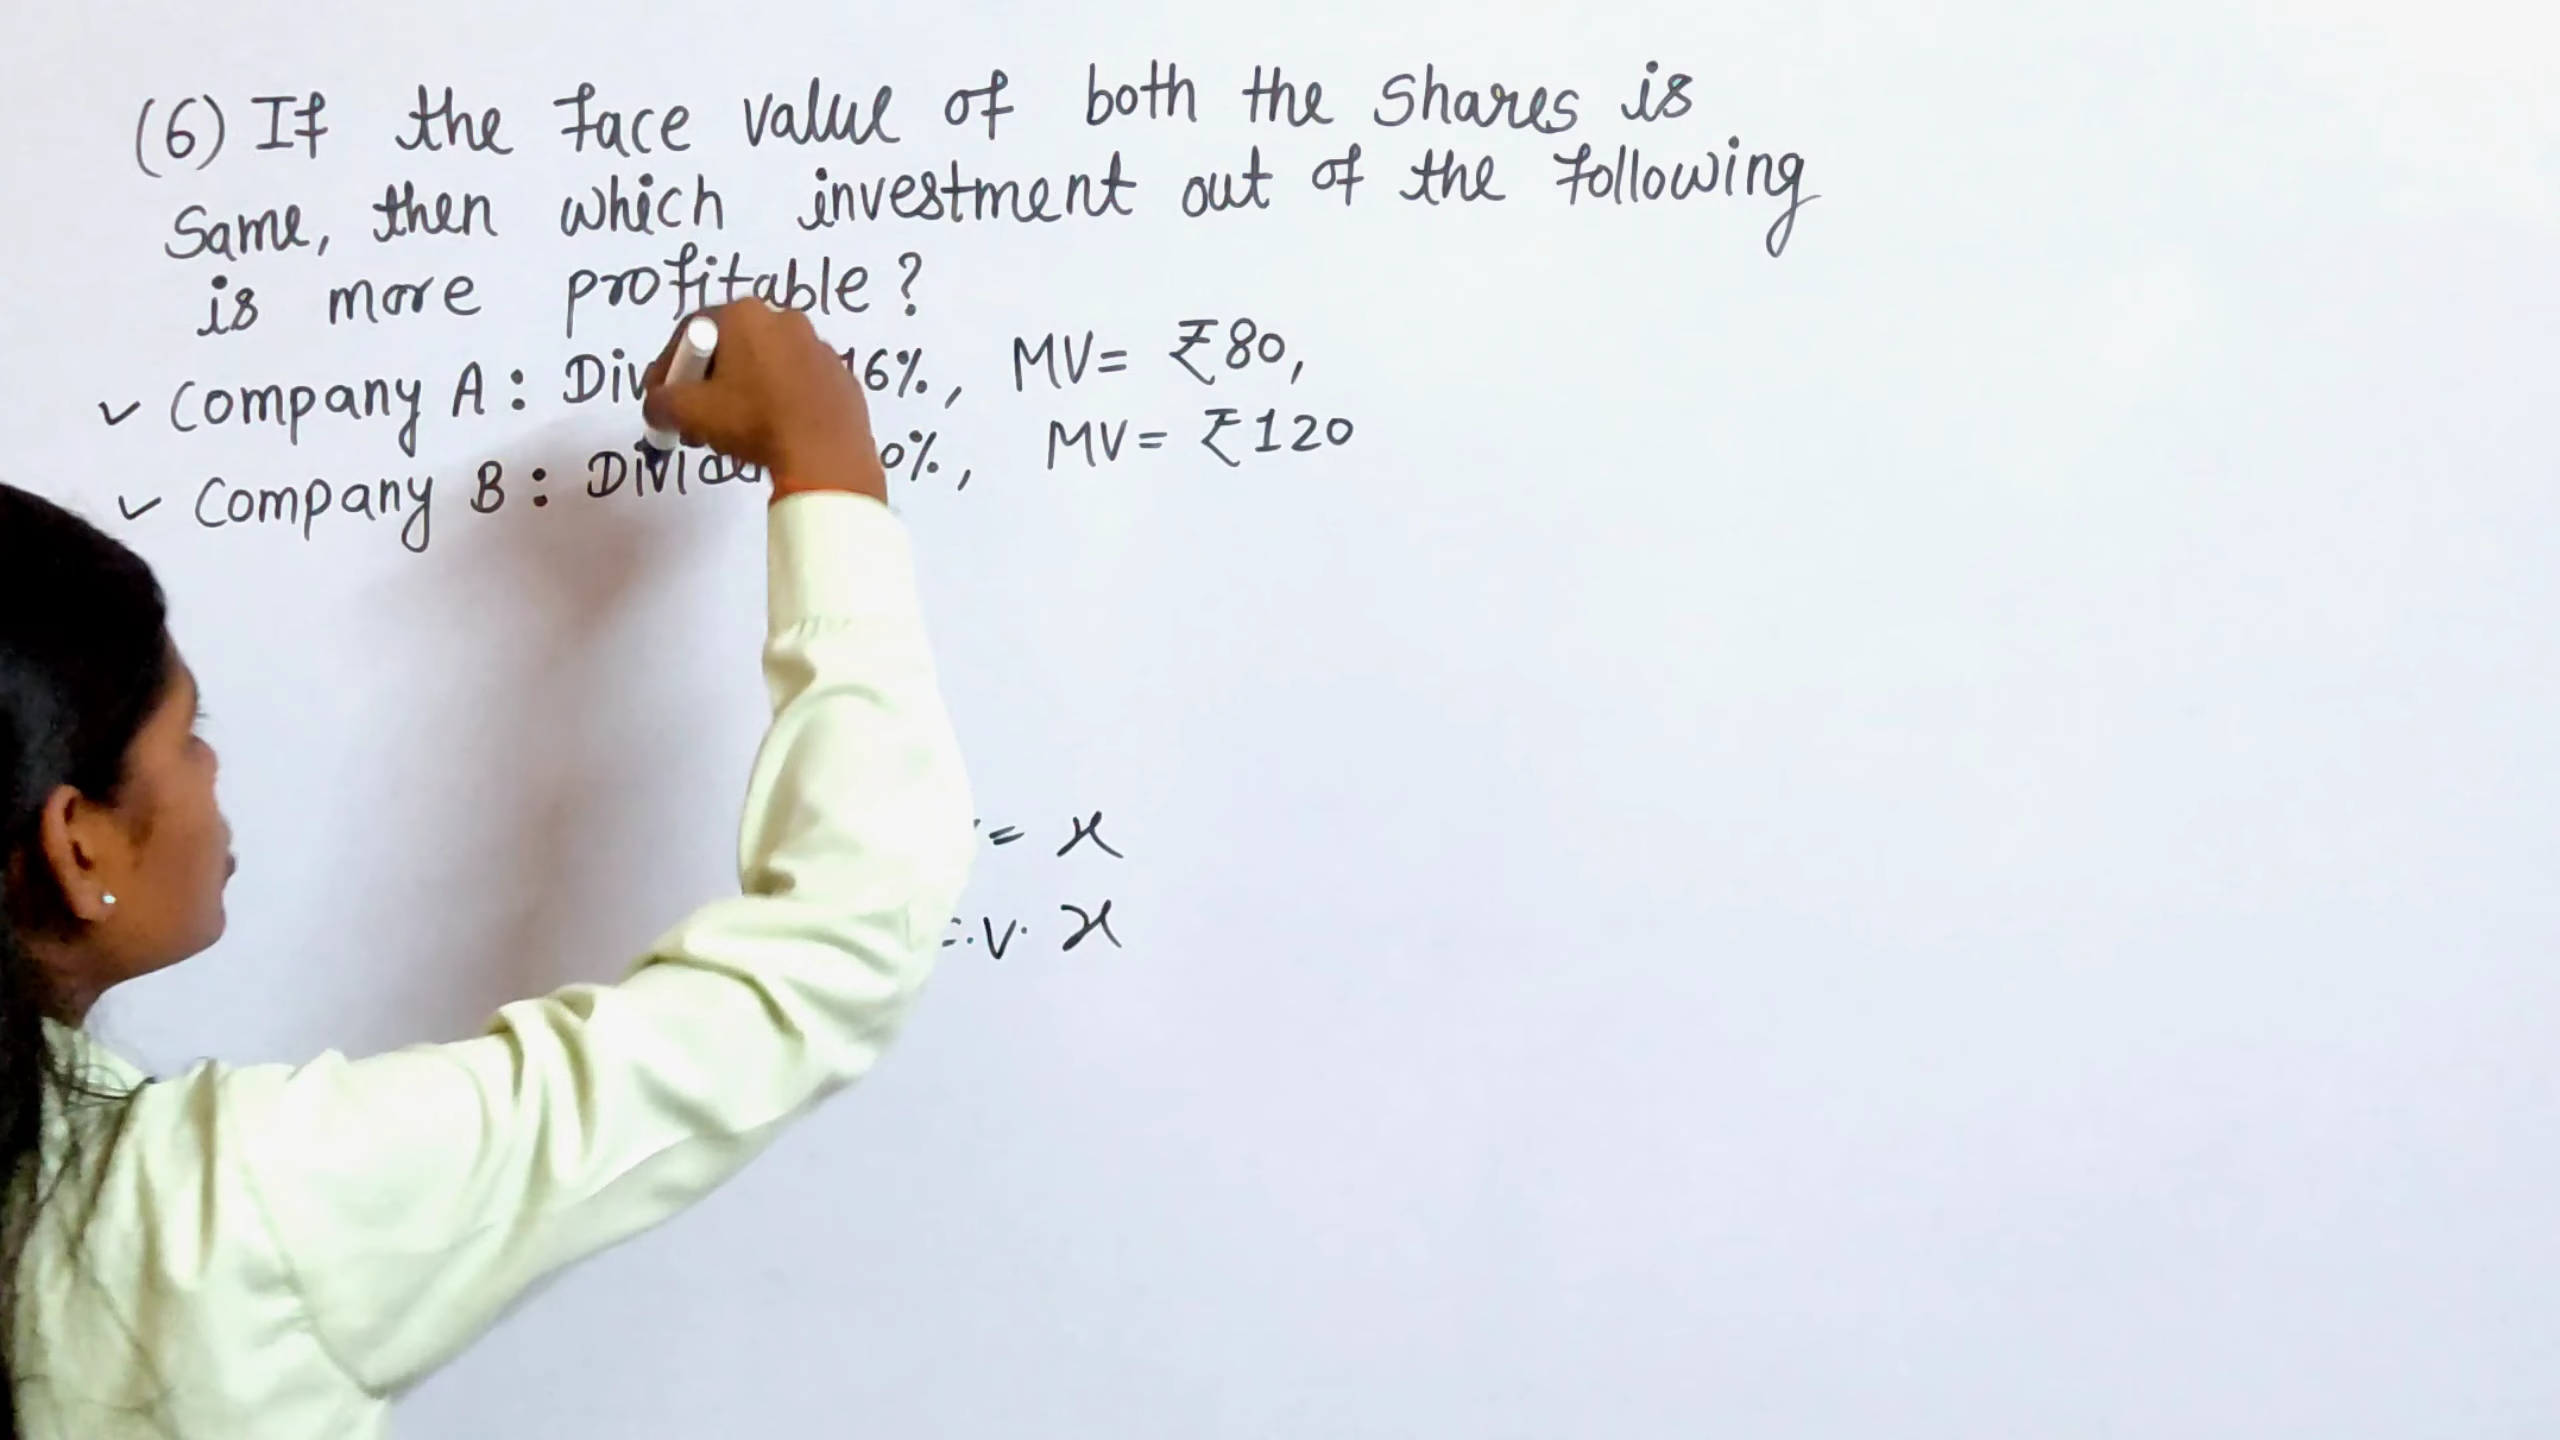 (6) If the face value of both the shares is
same, then which investment out of the following
is more profitable?
✓ Company A: Div 16%, MV= ₹80,
✓ Company B: 0%, MV= ₹120
= x
V. x